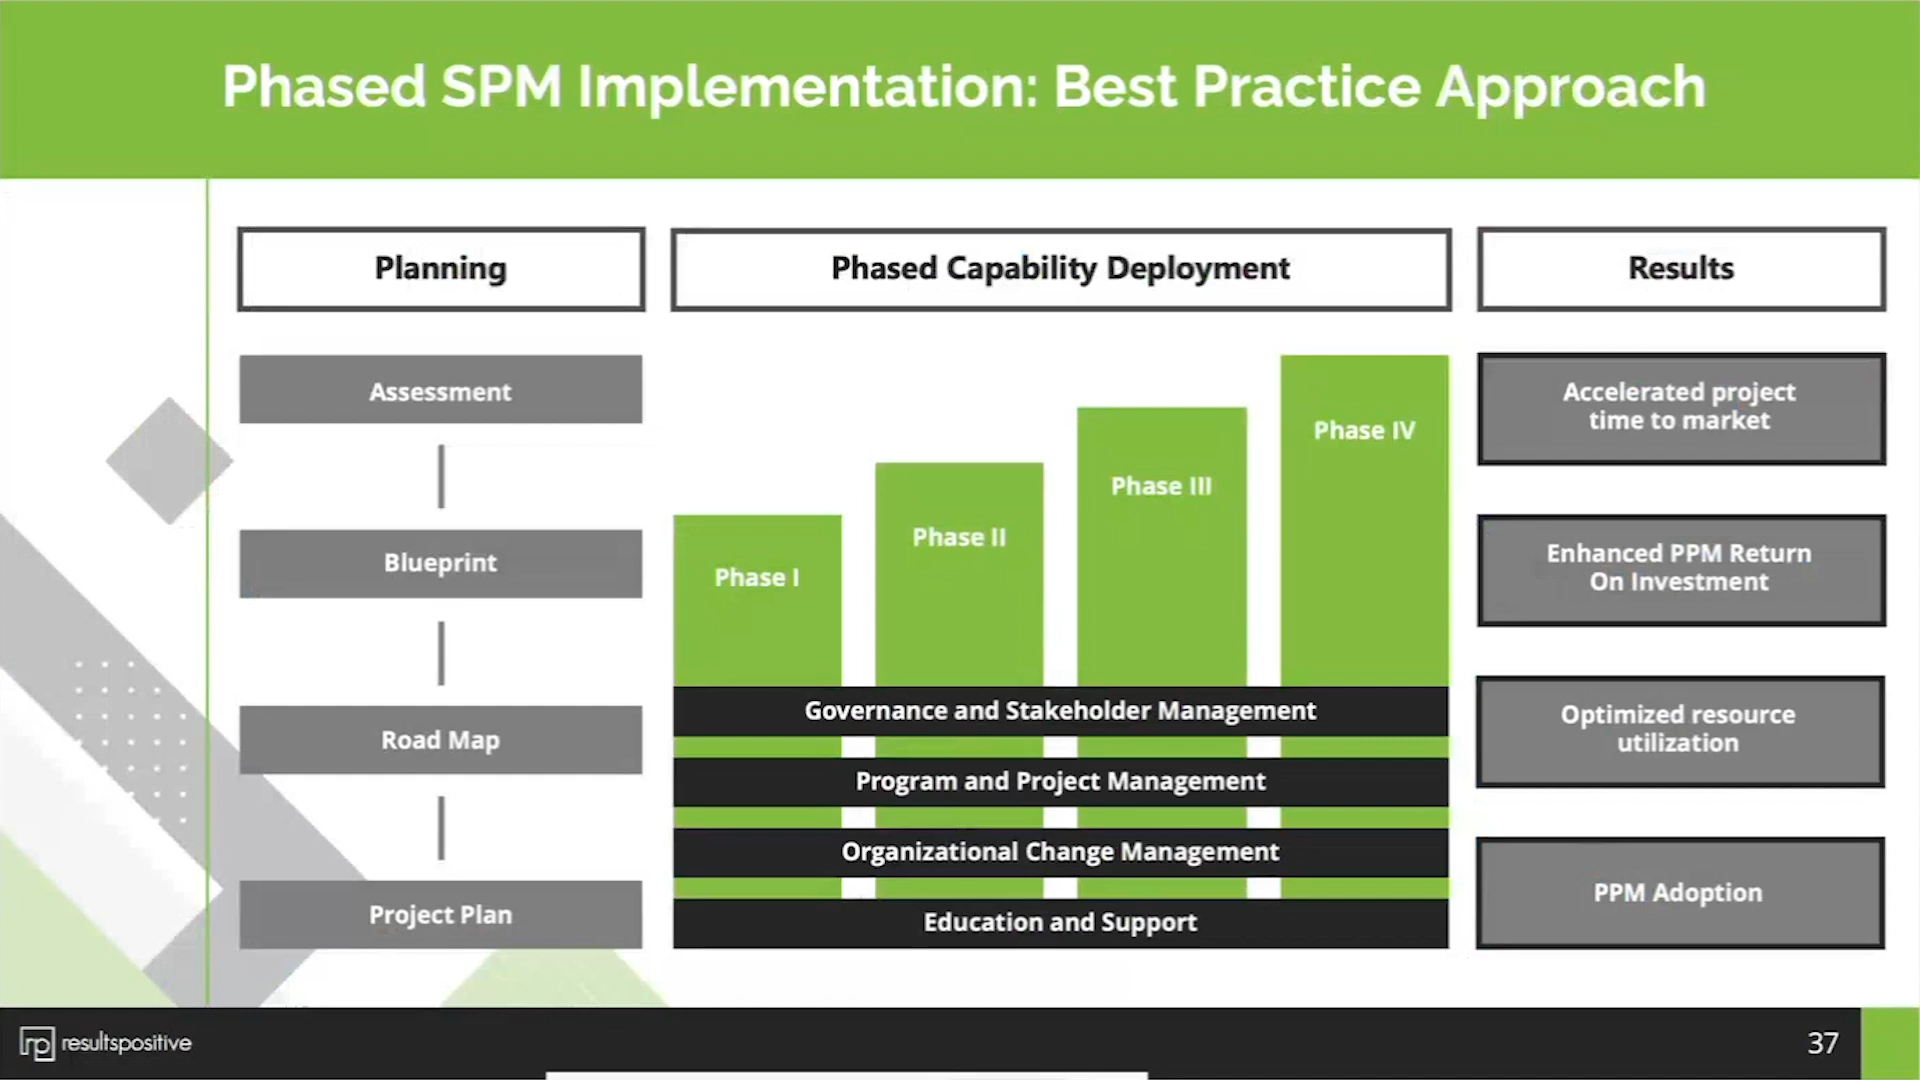 Phased SPM Implementation: Best Practice Approach
Planning
Assessment
Blueprint
Road Map
Project Plan
Phased Capability Deployment
Phase I
Phase II
Phase III
Phase IV
Governance and Stakeholder Management
Program and Project Management
Organizational Change Management
Education and Support
Results
Accelerated project
time to market
Enhanced PPM Return
On Investment
Optimized resource
utilization
PPM Adoption
rp resultspositive
37